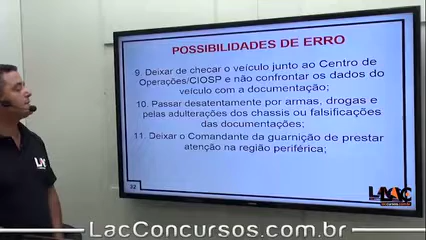 POSSIBILIDADES DE ERRO
9. Deixar de checar o veículo junto ao Centro de
Operações/CIOSP e não confrontar os dados do
veículo com a documentação;
10. Passar desatentamente por armas, drogas e
pelas adulterações dos chassis ou falsificações
das documentações;
11. Deixar o Comandante da guarnição de prestar
atenção na região periférica;
22
LAC
LacConcursos.com.br